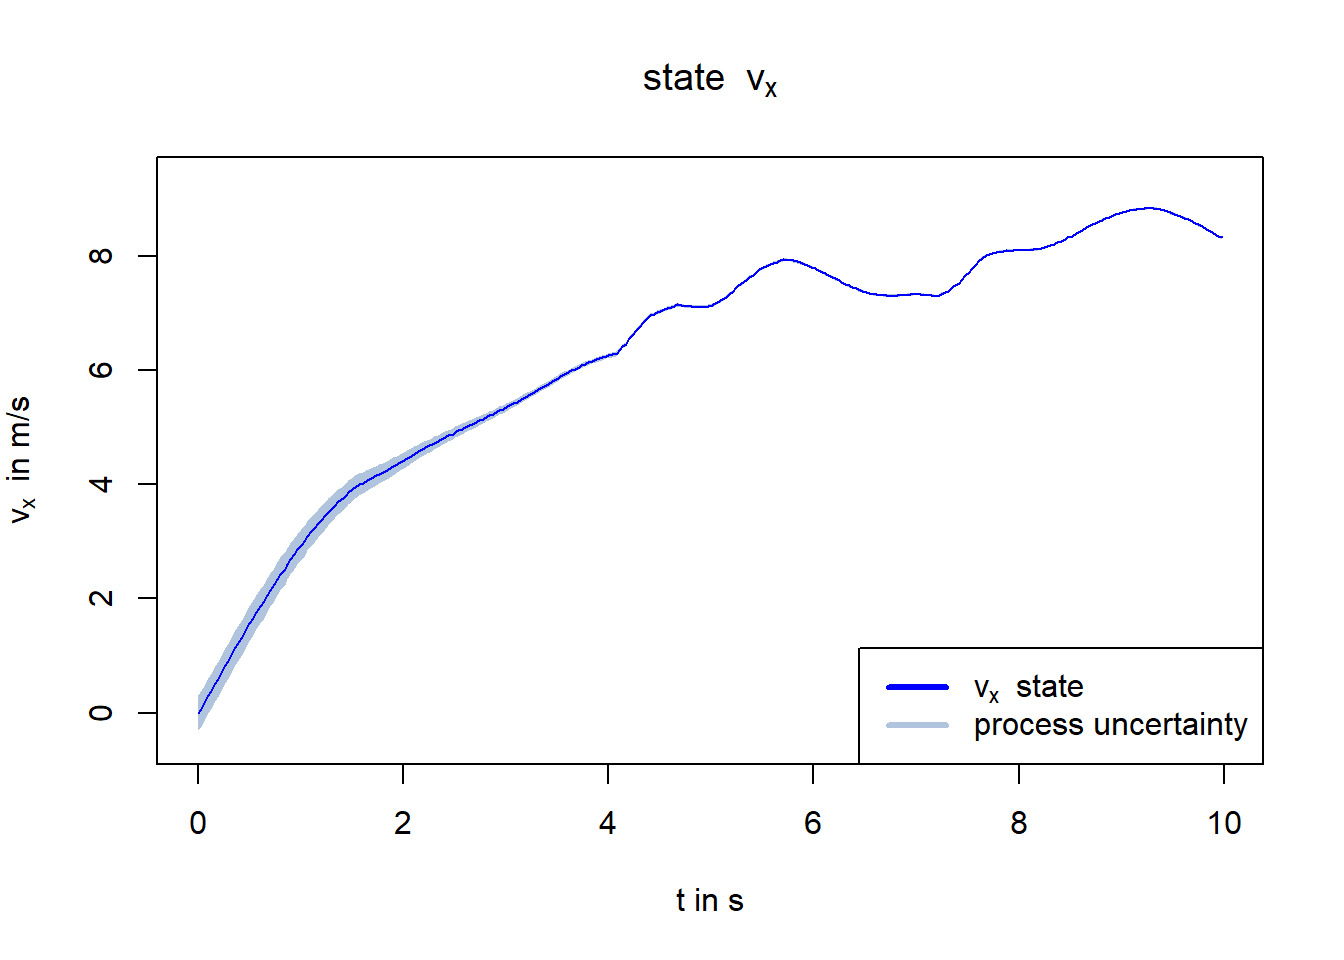 state vₓ
vₓ in m/s
8
6
4
2
0
vₓ state
process uncertainty
0 2 4 6 8 10
t in s